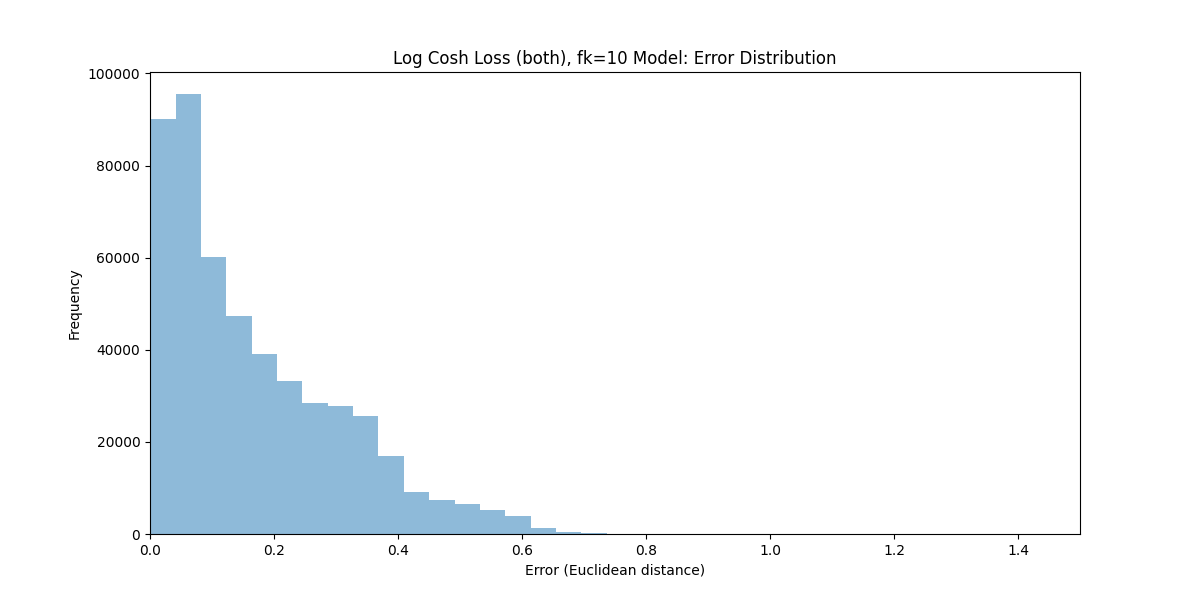 Log Cosh Loss (both), fk=10 Model: Error Distribution
100000
80000
60000
40000
20000
0
Frequency
0.0 0.2 0.4 0.6 0.8 1.0 1.2 1.4
Error (Euclidean distance)